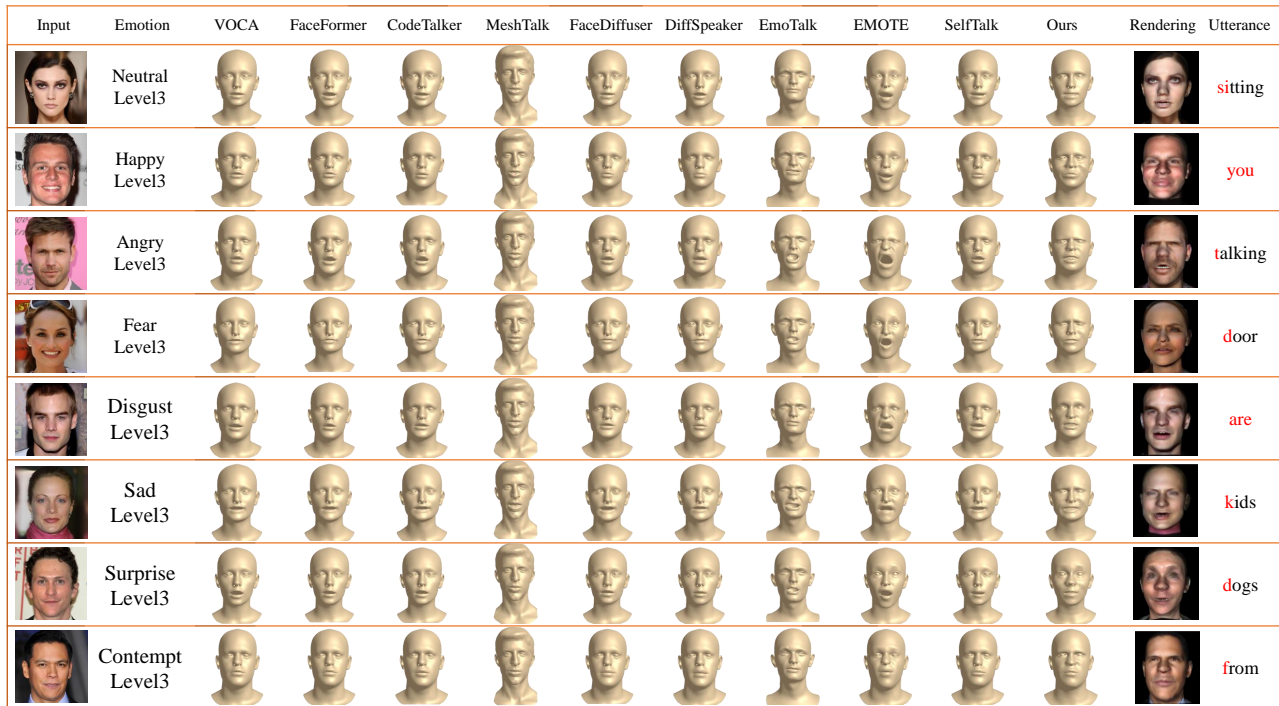 Input Emotion VOCA FaceFormer CodeTalker MeshTalk FaceDiffuser DiffSpeaker EmoTalk EMOTE SelfTalk Ours Rendering Utterance
Neutral
Level3
sitting
Happy
Level3
you
Angry
Level3
talking
Fear
Level3
door
Disgust
Level3
are
Sad
Level3
kids
Surprise
Level3
dogs
Contempt
Level3
from